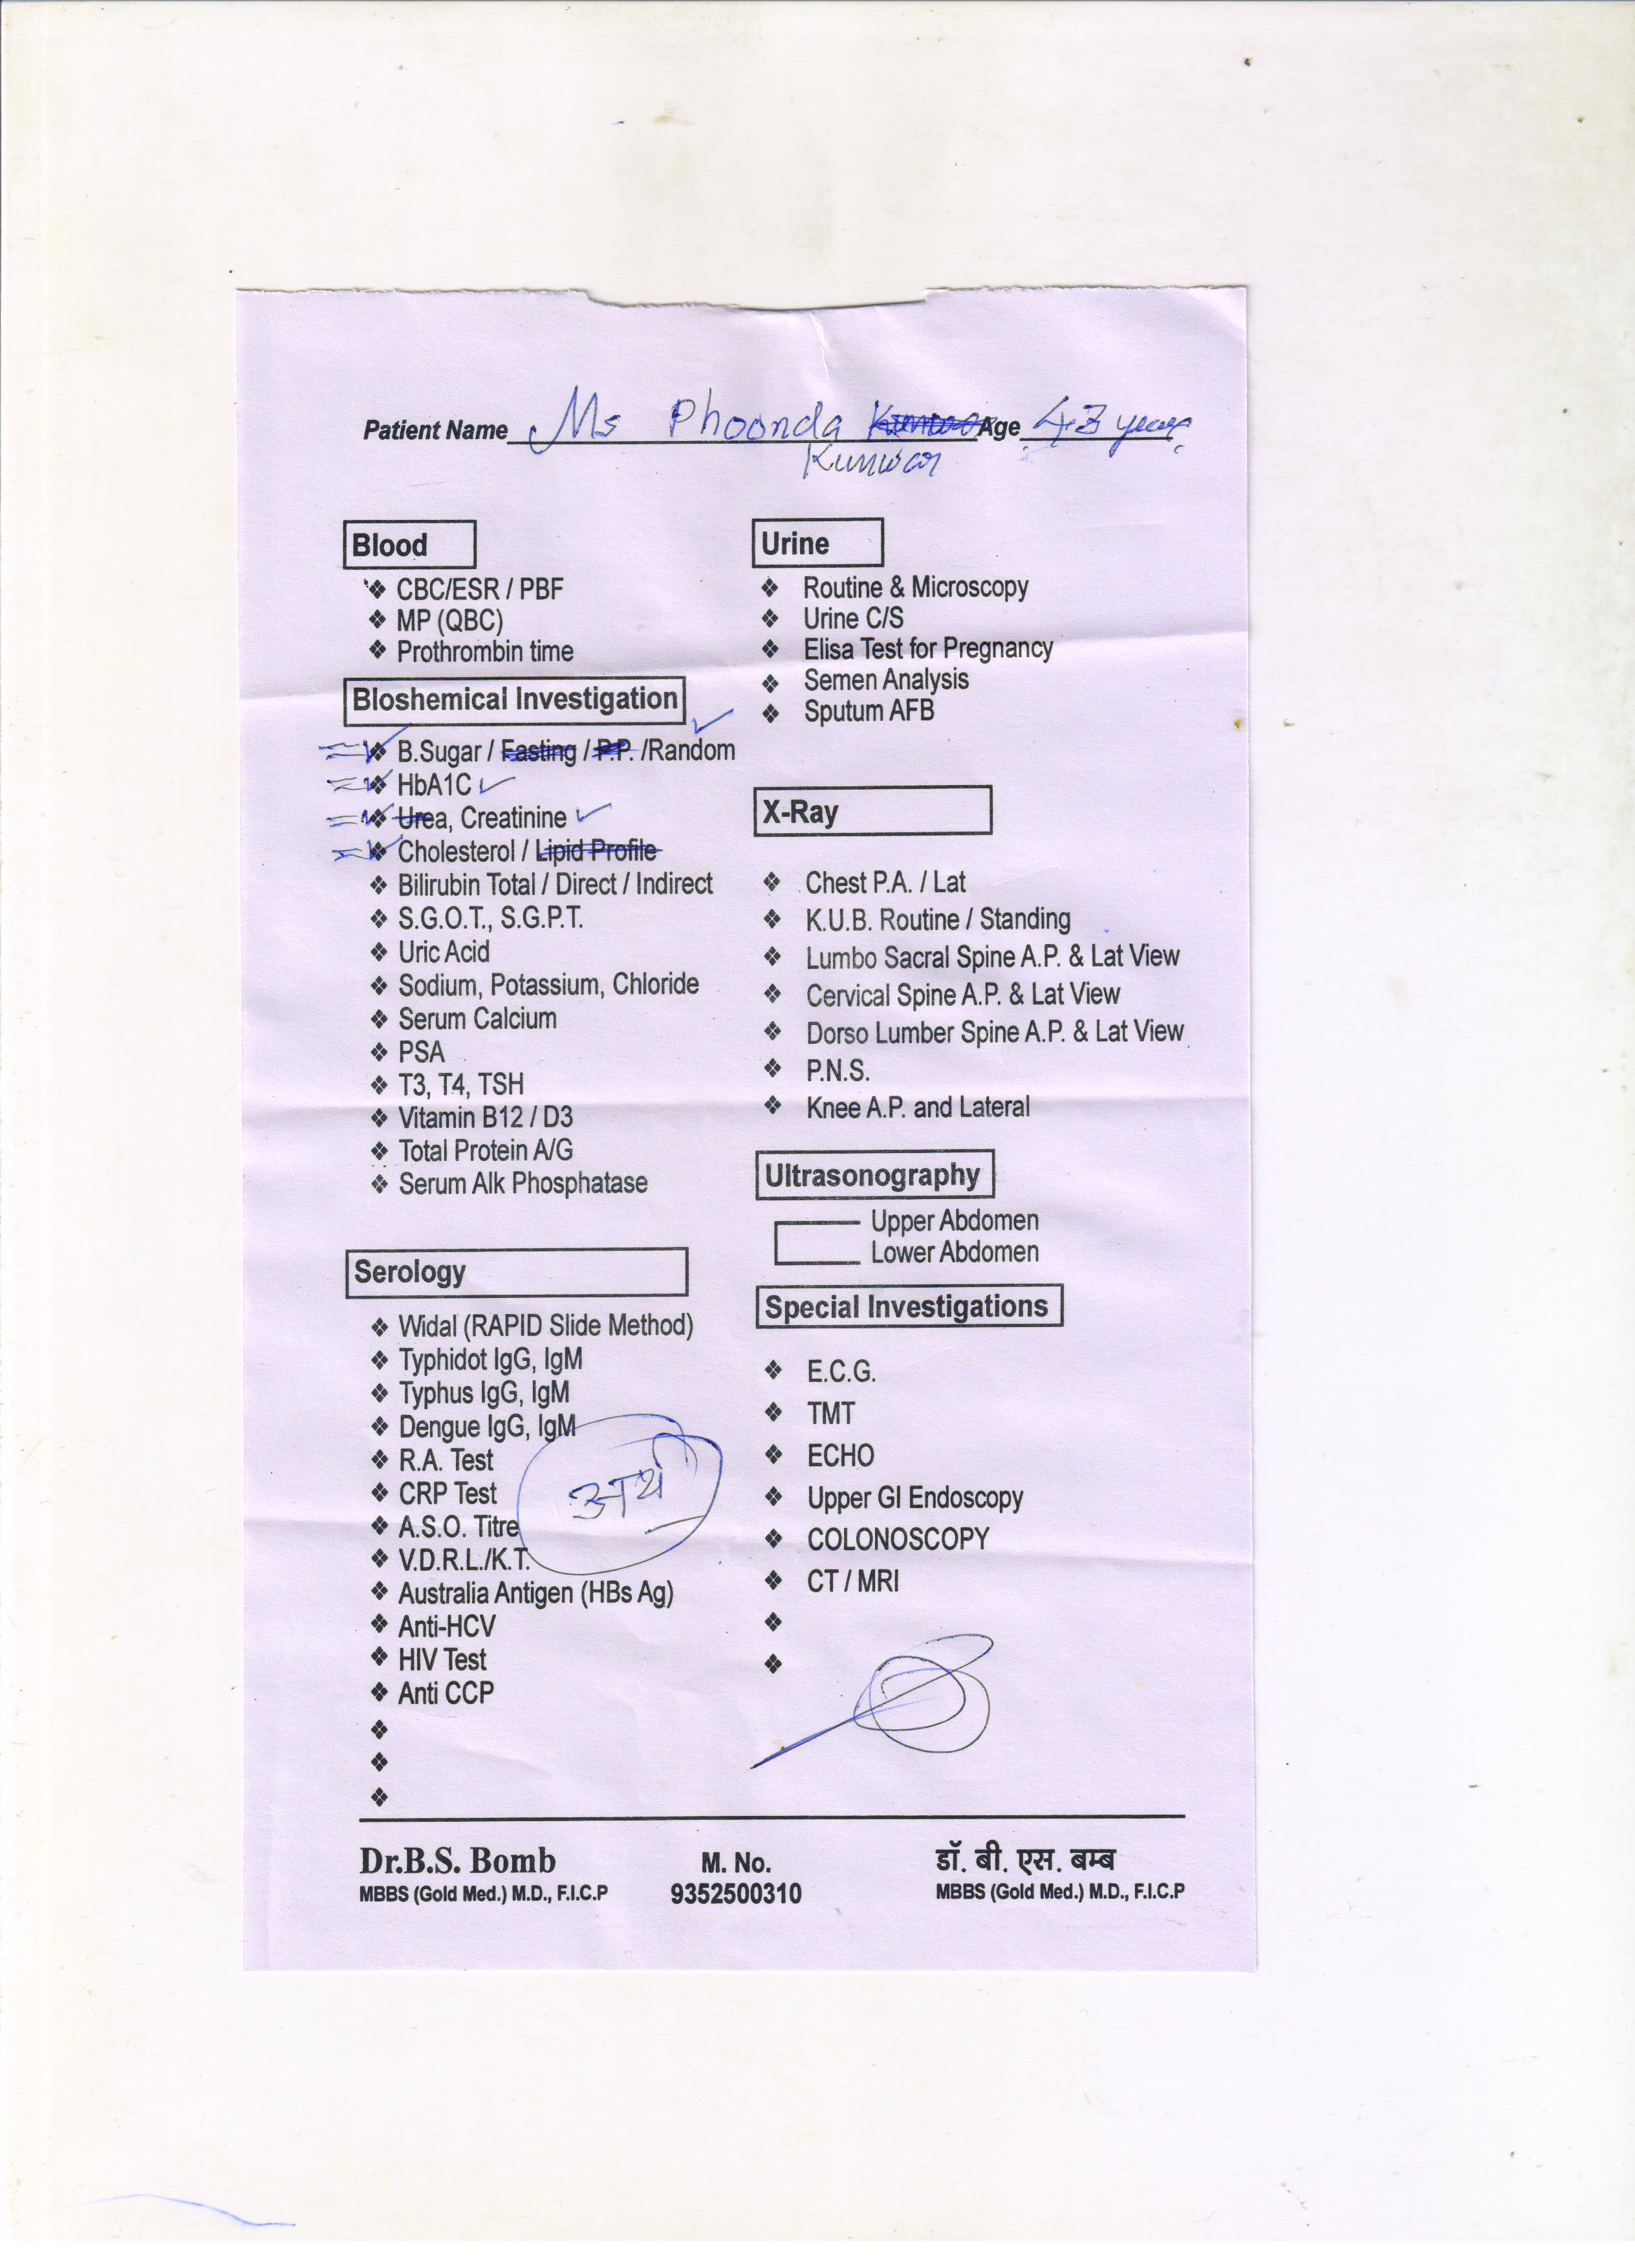 Patient Name Ms Phoonda Age 43 years
Kunwar
Blood
❖ CBC/ESR / PBF
❖ MP (QBC)
❖ Prothrombin time
Bloshemical Investigation
❖ B.Sugar / Fasting / P.P. /Random
❖ HbA1C
❖ Urea, Creatinine
❖ Cholesterol / Lipid Profile
❖ Bilirubin Total / Direct / Indirect
❖ S.G.O.T., S.G.P.T.
❖ Uric Acid
❖ Sodium, Potassium, Chloride
❖ Serum Calcium
❖ PSA
❖ T3, T4, TSH
❖ Vitamin B12 / D3
❖ Total Protein A/G
❖ Serum Alk Phosphatase
Serology
❖ Widal (RAPID Slide Method)
❖ Typhidot IgG, IgM
❖ Typhus IgG, IgM
❖ Dengue IgG, IgM
❖ R.A. Test
❖ CRP Test
❖ A.S.O. Titre
❖ V.D.R.L./K.T.
❖ Australia Antigen (HBs Ag)
❖ Anti-HCV
❖ HIV Test
❖ Anti CCP
Urine
❖ Routine & Microscopy
❖ Urine C/S
❖ Elisa Test for Pregnancy
❖ Semen Analysis
❖ Sputum AFB
X-Ray
❖ Chest P.A. / Lat
❖ K.U.B. Routine / Standing
❖ Lumbo Sacral Spine A.P. & Lat View
❖ Cervical Spine A.P. & Lat View
❖ Dorso Lumber Spine A.P. & Lat View
❖ P.N.S.
❖ Knee A.P. and Lateral
Ultrasonography
Upper Abdomen
Lower Abdomen
Special Investigations
❖ E.C.G.
❖ TMT
❖ ECHO
❖ Upper GI Endoscopy
❖ COLONOSCOPY
❖ CT / MRI
Dr.B.S. Bomb
MBBS (Gold Med.) M.D., F.I.C.P
M. No.
9352500310
डॉ. बी. एस. बम्ब
MBBS (Gold Med.) M.D., F.I.C.P